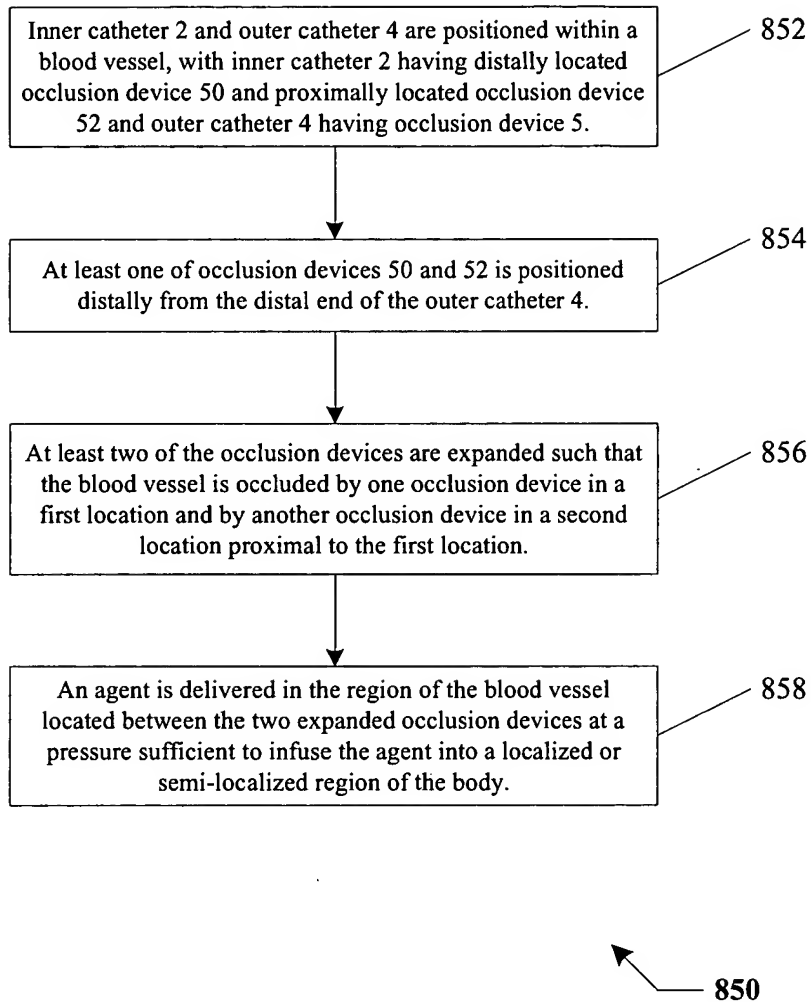 Inner catheter 2 and outer catheter 4 are positioned within a
blood vessel, with inner catheter 2 having distally located
occlusion device 50 and proximally located occlusion device
52 and outer catheter 4 having occlusion device 5.
852
At least one of occlusion devices 50 and 52 is positioned
distally from the distal end of the outer catheter 4.
854
At least two of the occlusion devices are expanded such that
the blood vessel is occluded by one occlusion device in a
first location and by another occlusion device in a second
location proximal to the first location.
856
An agent is delivered in the region of the blood vessel
located between the two expanded occlusion devices at a
pressure sufficient to infuse the agent into a localized or
semi-localized region of the body.
858
850